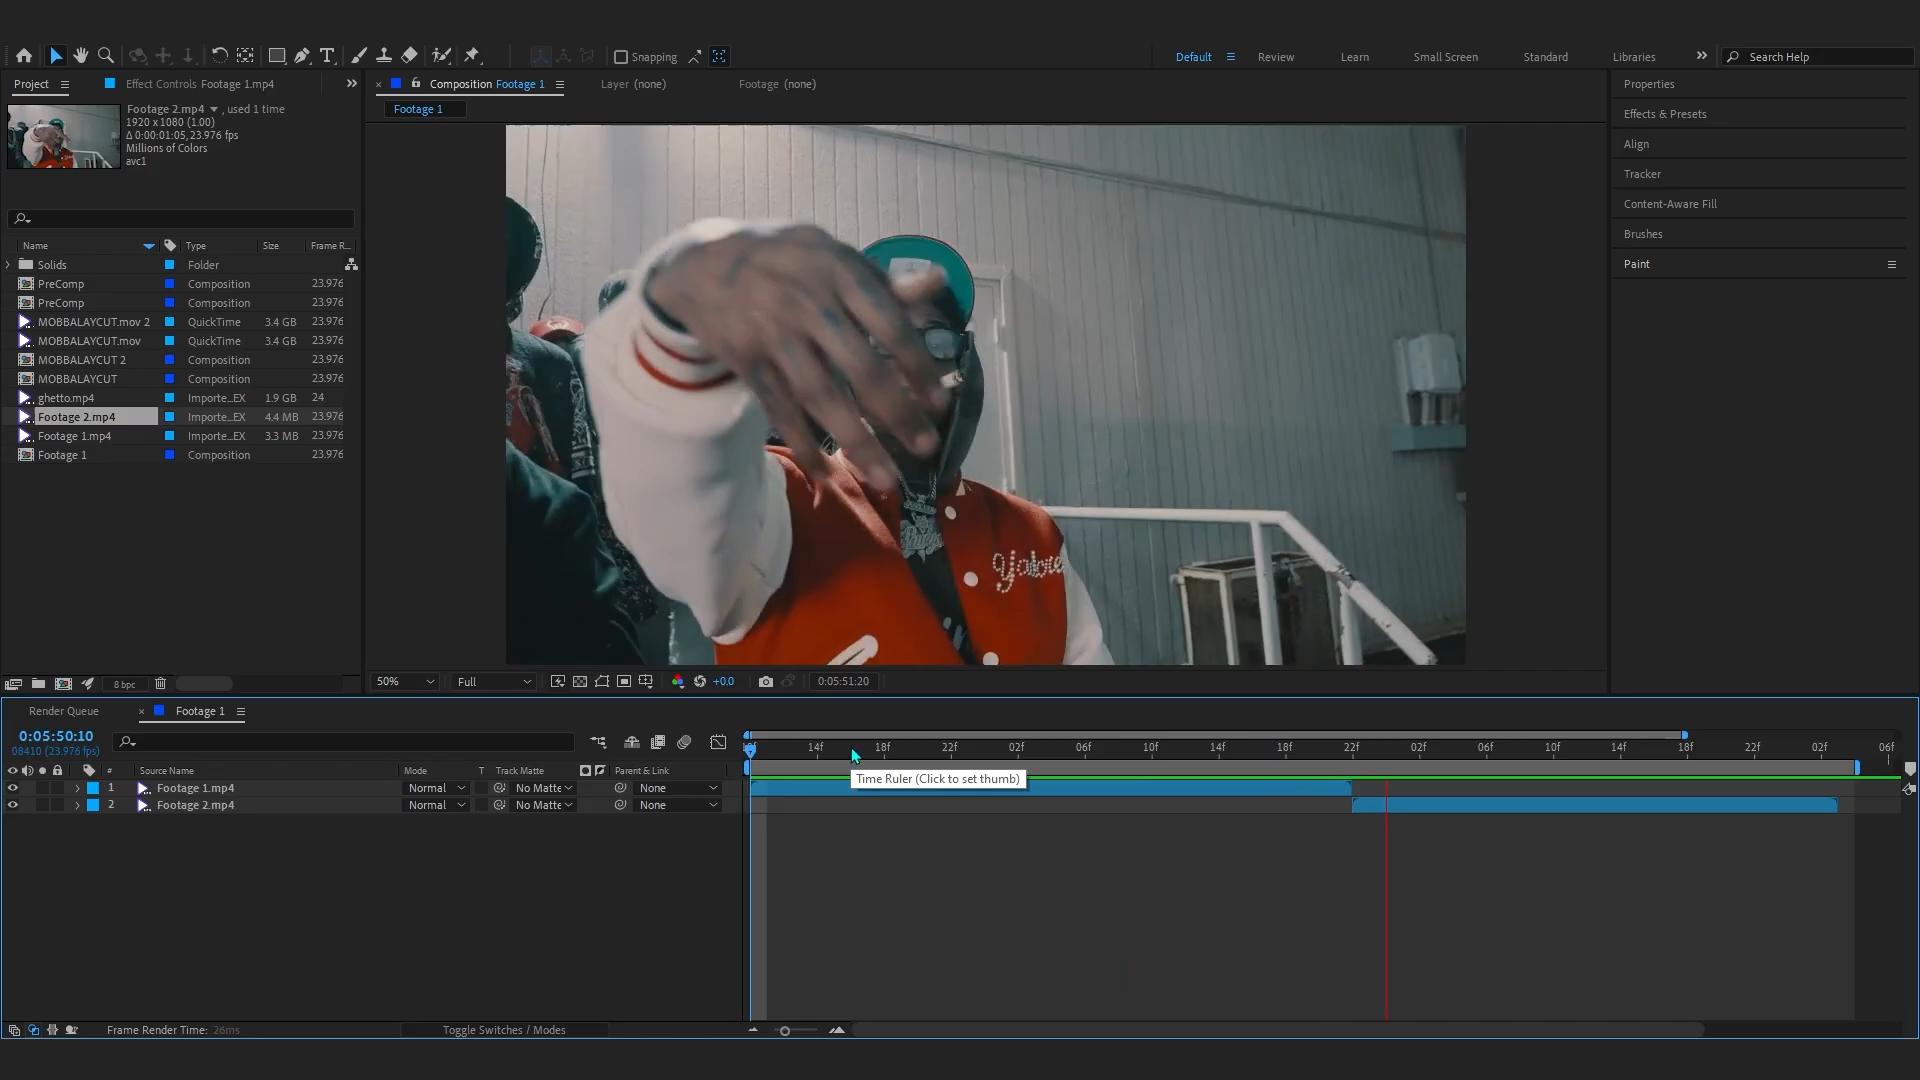 Snapping
Default
Review
Learn
Small Screen
Standard
Libraries
Search Help
Project
Effect Controls Footage 1.mp4
Composition Footage 1
Layer (none)
Footage (none)
Footage 1
Footage 2.mp4 , used 1 time
1920 x 1080 (1.00)
Δ 0:00:01:05, 23.976 fps
Millions of Colors
avc1
Name Type Size Frame R...
Solids Folder
PreComp Composition 23.976
PreComp Composition 23.976
MOBBALAYCUT.mov 2 QuickTime 3.4 GB 23.976
MOBBALAYCUT.mov QuickTime 3.4 GB 23.976
MOBBALAYCUT 2 Composition 23.976
MOBBALAYCUT Composition 23.976
ghetto.mp4 Importe...EX 1.9 GB 24
Footage 2.mp4 Importe...EX 4.4 MB 23.976
Footage 1.mp4 Importe...EX 3.3 MB 23.976
Footage 1 Composition 23.976
Properties
Effects & Presets
Align
Tracker
Content-Aware Fill
Brushes
Paint
8 bpc
50%
Full
+0.0
0:05:51:20
Render Queue
Footage 1
0:05:50:10
08410 (23.976 fps)
14f 18f 22f 02f 06f 10f 14f 18f 22f 02f 06f 10f 14f 18f 22f 02f 06f
# Source Name Mode T Track Matte Parent & Link
Time Ruler (Click to set thumb)
1 Footage 1.mp4 Normal No Matte None
2 Footage 2.mp4 Normal No Matte None
Frame Render Time: 26ms
Toggle Switches / Modes